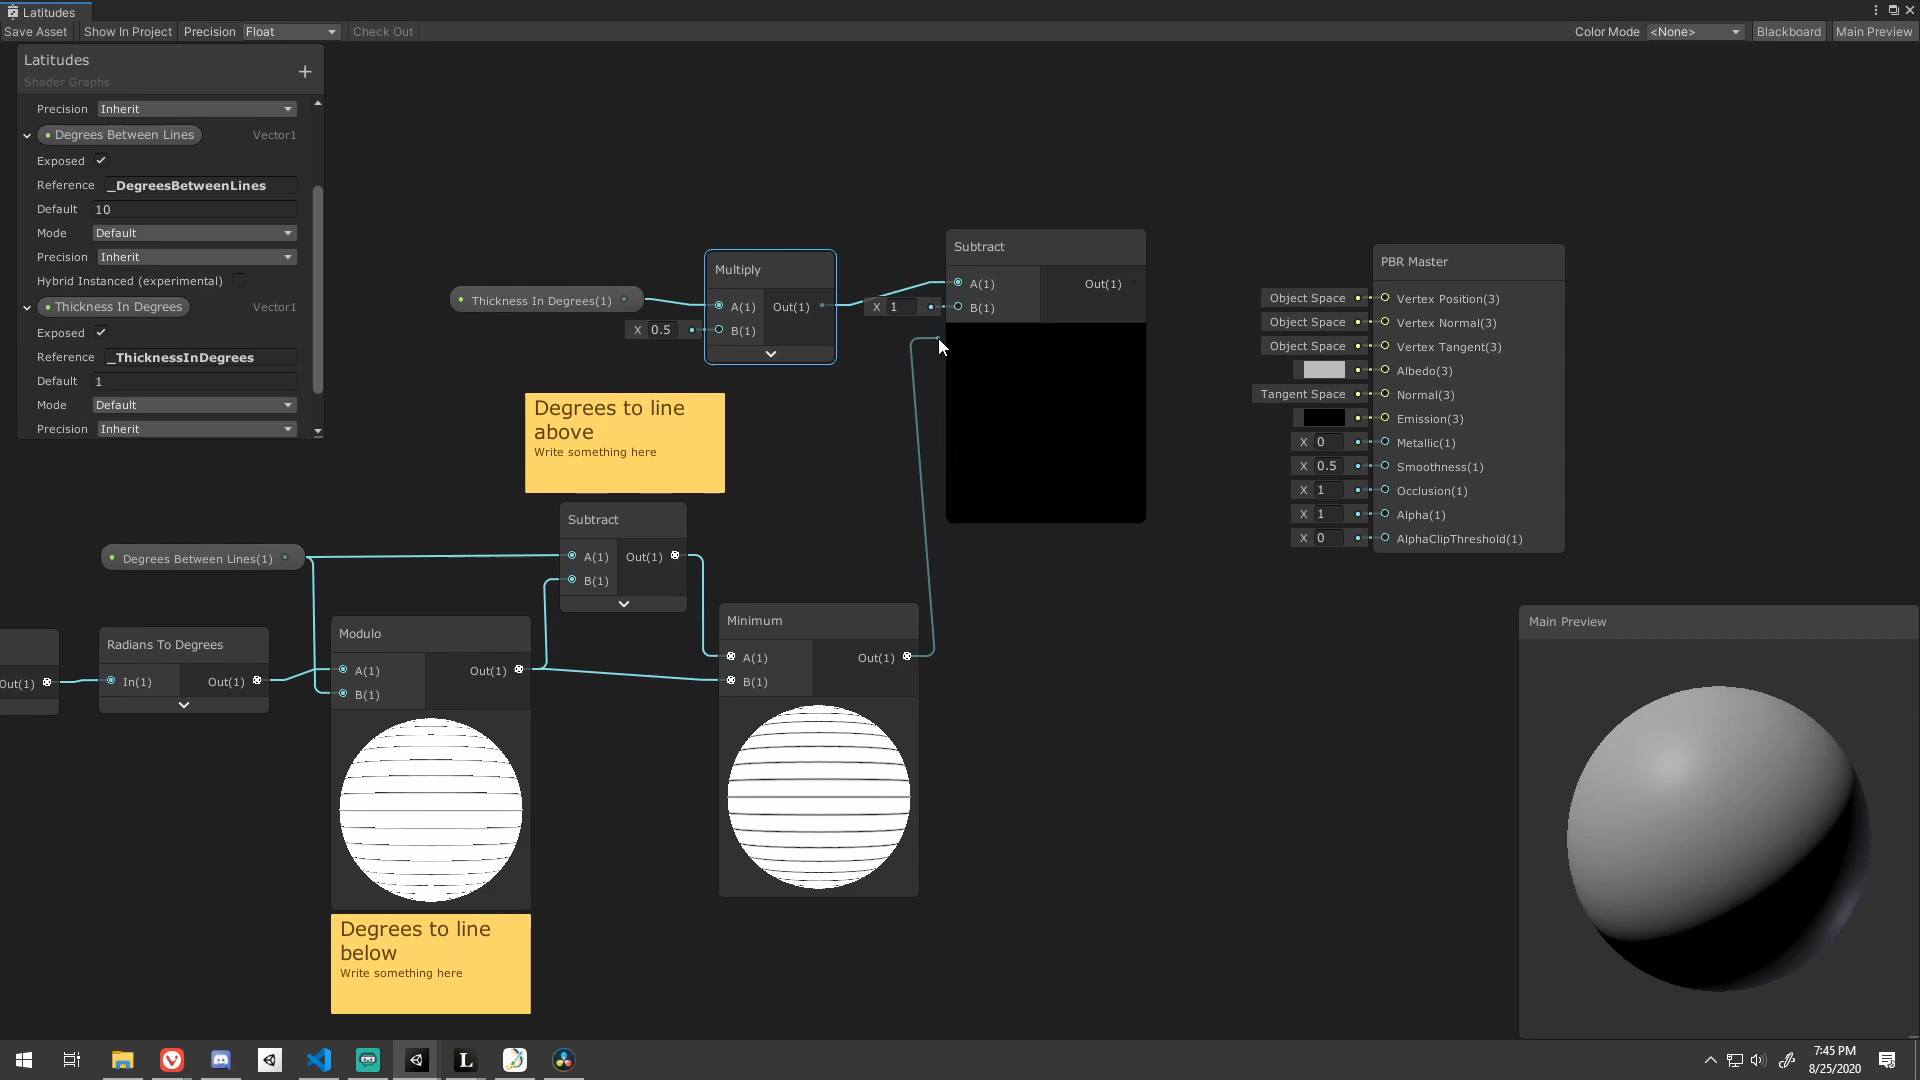 Latitudes
Save Asset
Show In Project
Precision
Float
Check Out
Color Mode
<None>
Blackboard
Main Preview
Latitudes
Shader Graphs
Precision
Inherit
Degrees Between Lines
Vector1
Exposed
Reference
_DegreesBetweenLines
Default
10
Mode
Default
Precision
Inherit
Hybrid Instanced (experimental)
Thickness In Degrees
Vector1
Exposed
Reference
_ThicknessInDegrees
Default
1
Mode
Default
Precision
Inherit
Thickness In Degrees(1)
X 0.5
Multiply
A(1)
Out(1)
B(1)
X 1
Subtract
A(1)
Out(1)
B(1)
PBR Master
Object Space
Vertex Position(3)
Object Space
Vertex Normal(3)
Object Space
Vertex Tangent(3)
Albedo(3)
Tangent Space
Normal(3)
Emission(3)
X 0
Metallic(1)
X 0.5
Smoothness(1)
X 1
Occlusion(1)
X 1
Alpha(1)
X 0
AlphaClipThreshold(1)
Degrees to line
above
Write something here
Subtract
A(1)
Out(1)
B(1)
Degrees Between Lines(1)
Out(1)
Radians To Degrees
In(1)
Out(1)
Modulo
A(1)
Out(1)
B(1)
Minimum
A(1)
Out(1)
B(1)
Degrees to line
below
Write something here
Main Preview
L
7:45 PM
8/25/2020